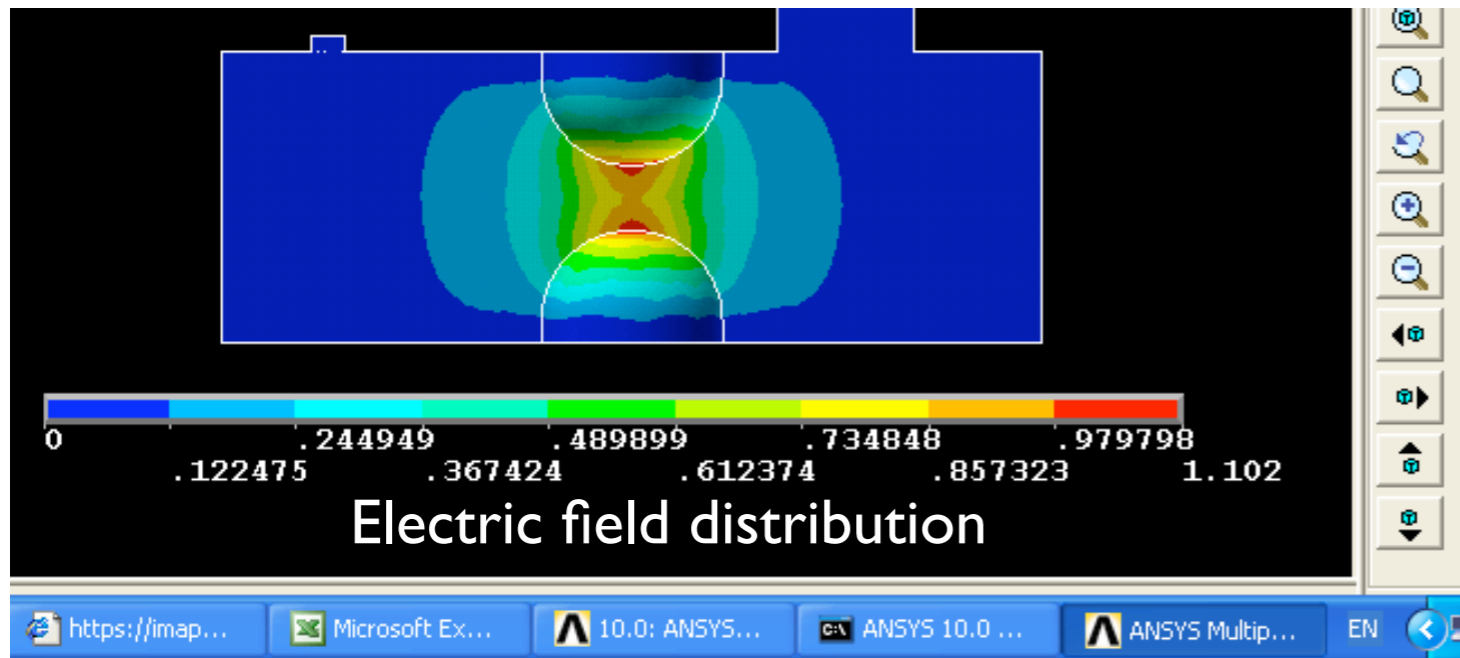 0 .244949 .489899 .734848 .979798
.122475 .367424 .612374 .857323 1.102
Electric field distribution
https://imap... Microsoft Ex... 10.0: ANSYS... C:\ ANSYS 10.0 ... ANSYS Multip... EN